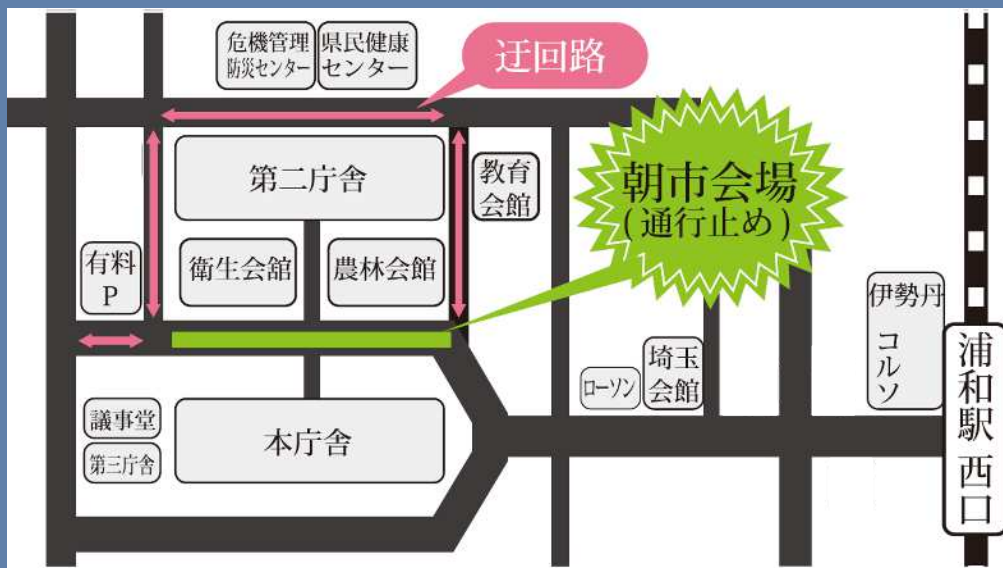 危機管理
防災センター
県民健康
センター
迂回路
第二庁舎
教育
会館
朝市会場
(通行止め)
有料
P
衛生会舘
農林会館
伊勢丹
コルソ
浦和駅 西口
ローソン
埼玉
会館
議事堂
第三庁舎
本庁舎